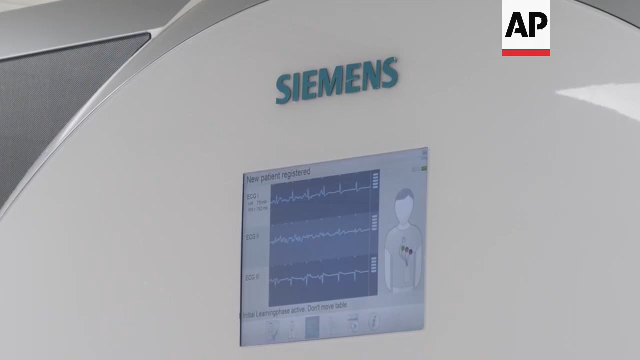 AP
SIEMENS
New patient registered
ECG I
ECG II
ECG III
Initial Learningphase active. Don't move table.